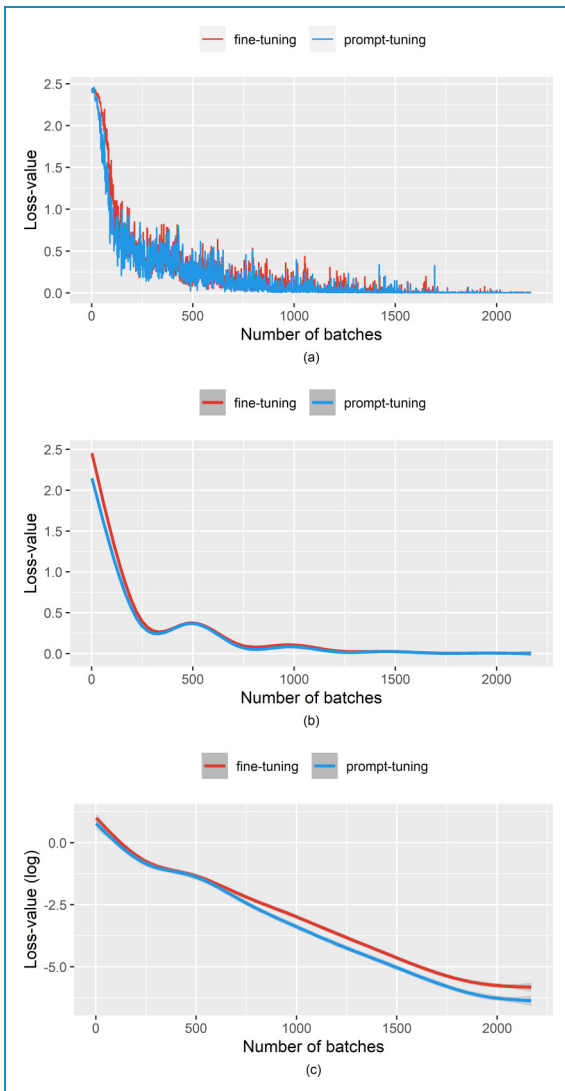 fine-tuning prompt-tuning
2.5
2.0
1.5
1.0
0.5
0.0
Loss-value
0 500 1000 1500 2000
Number of batches
(a)
fine-tuning prompt-tuning
2.5
2.0
1.5
1.0
0.5
0.0
Loss-value
0 500 1000 1500 2000
Number of batches
(b)
fine-tuning prompt-tuning
0.0
-2.5
-5.0
Loss-value (log)
0 500 1000 1500 2000
Number of batches
(c)